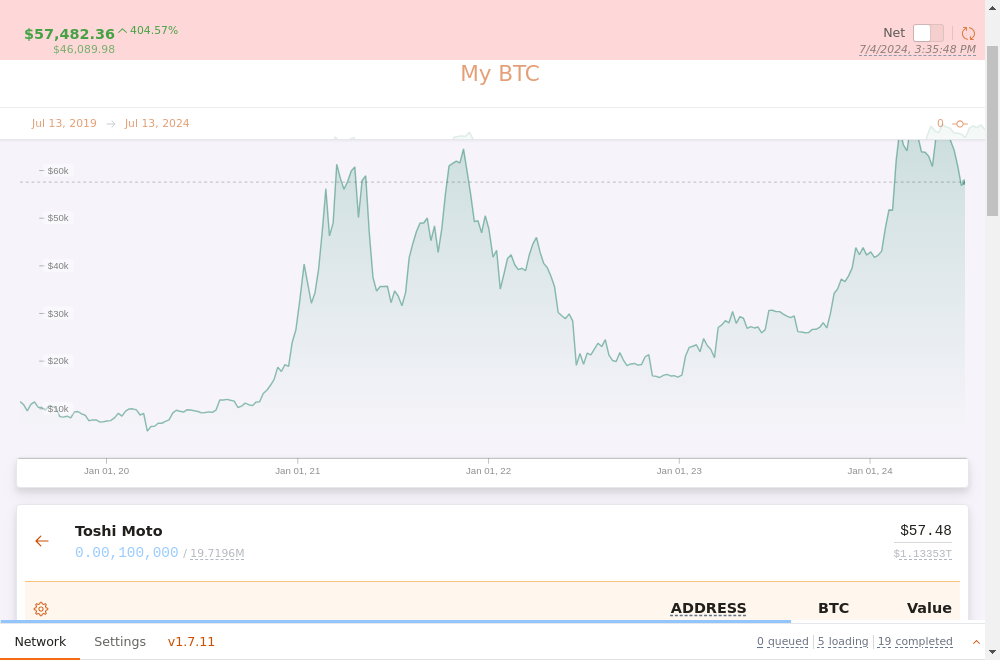 $57,482.36 404.57%
$46,089.98
Net
7/4/2024, 3:35:48 PM
My BTC
Jul 13, 2019 → Jul 13, 2024
0
$60k
$50k
$40k
$30k
$20k
$10k
Jan 01, 20 Jan 01, 21 Jan 01, 22 Jan 01, 23 Jan 01, 24
Toshi Moto $57.48
0.00,100,000 / 19.7196M $1.13353T
ADDRESS BTC Value
Network Settings v1.7.11 0 queued 5 loading 19 completed